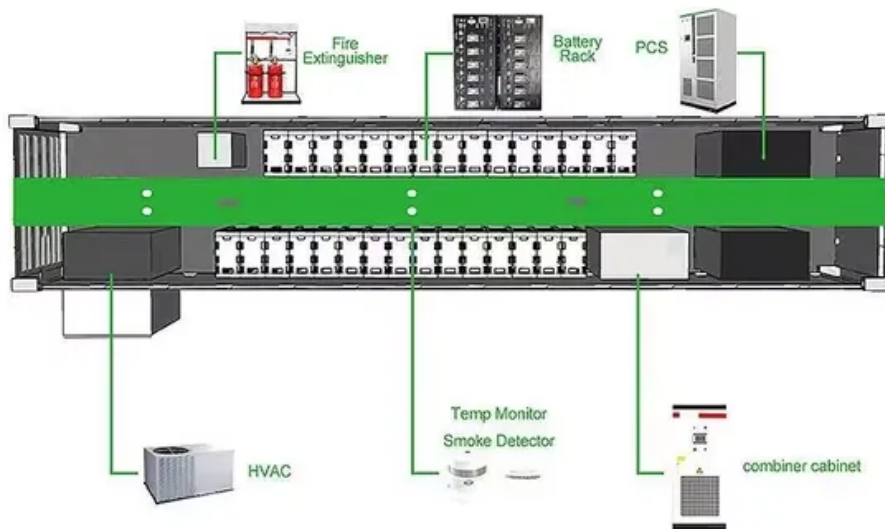 Fire
Extinguisher
Battery
Rack
PCS
HVAC
Temp Monitor
Smoke Detector
combiner cabinet